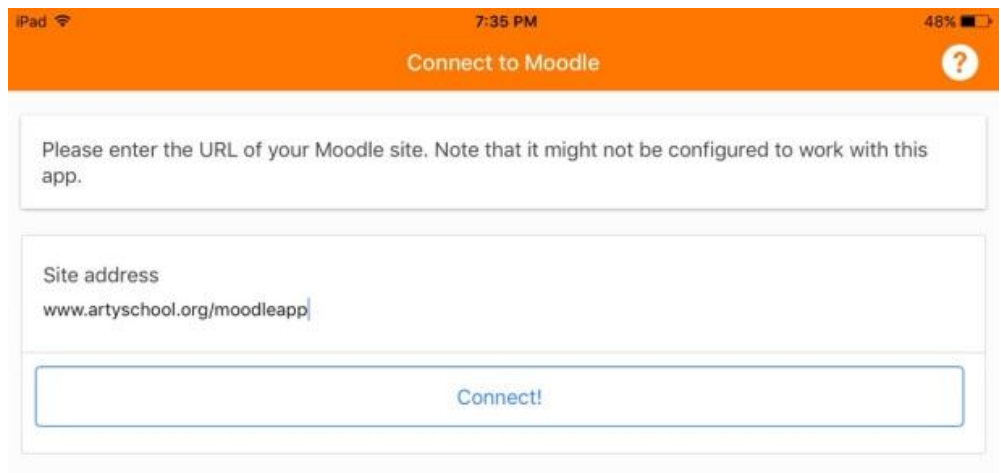 iPad 7:35 PM 48%
Connect to Moodle ?
Please enter the URL of your Moodle site. Note that it might not be configured to work with this
app.
Site address
www.artyschool.org/moodleapp
Connect!